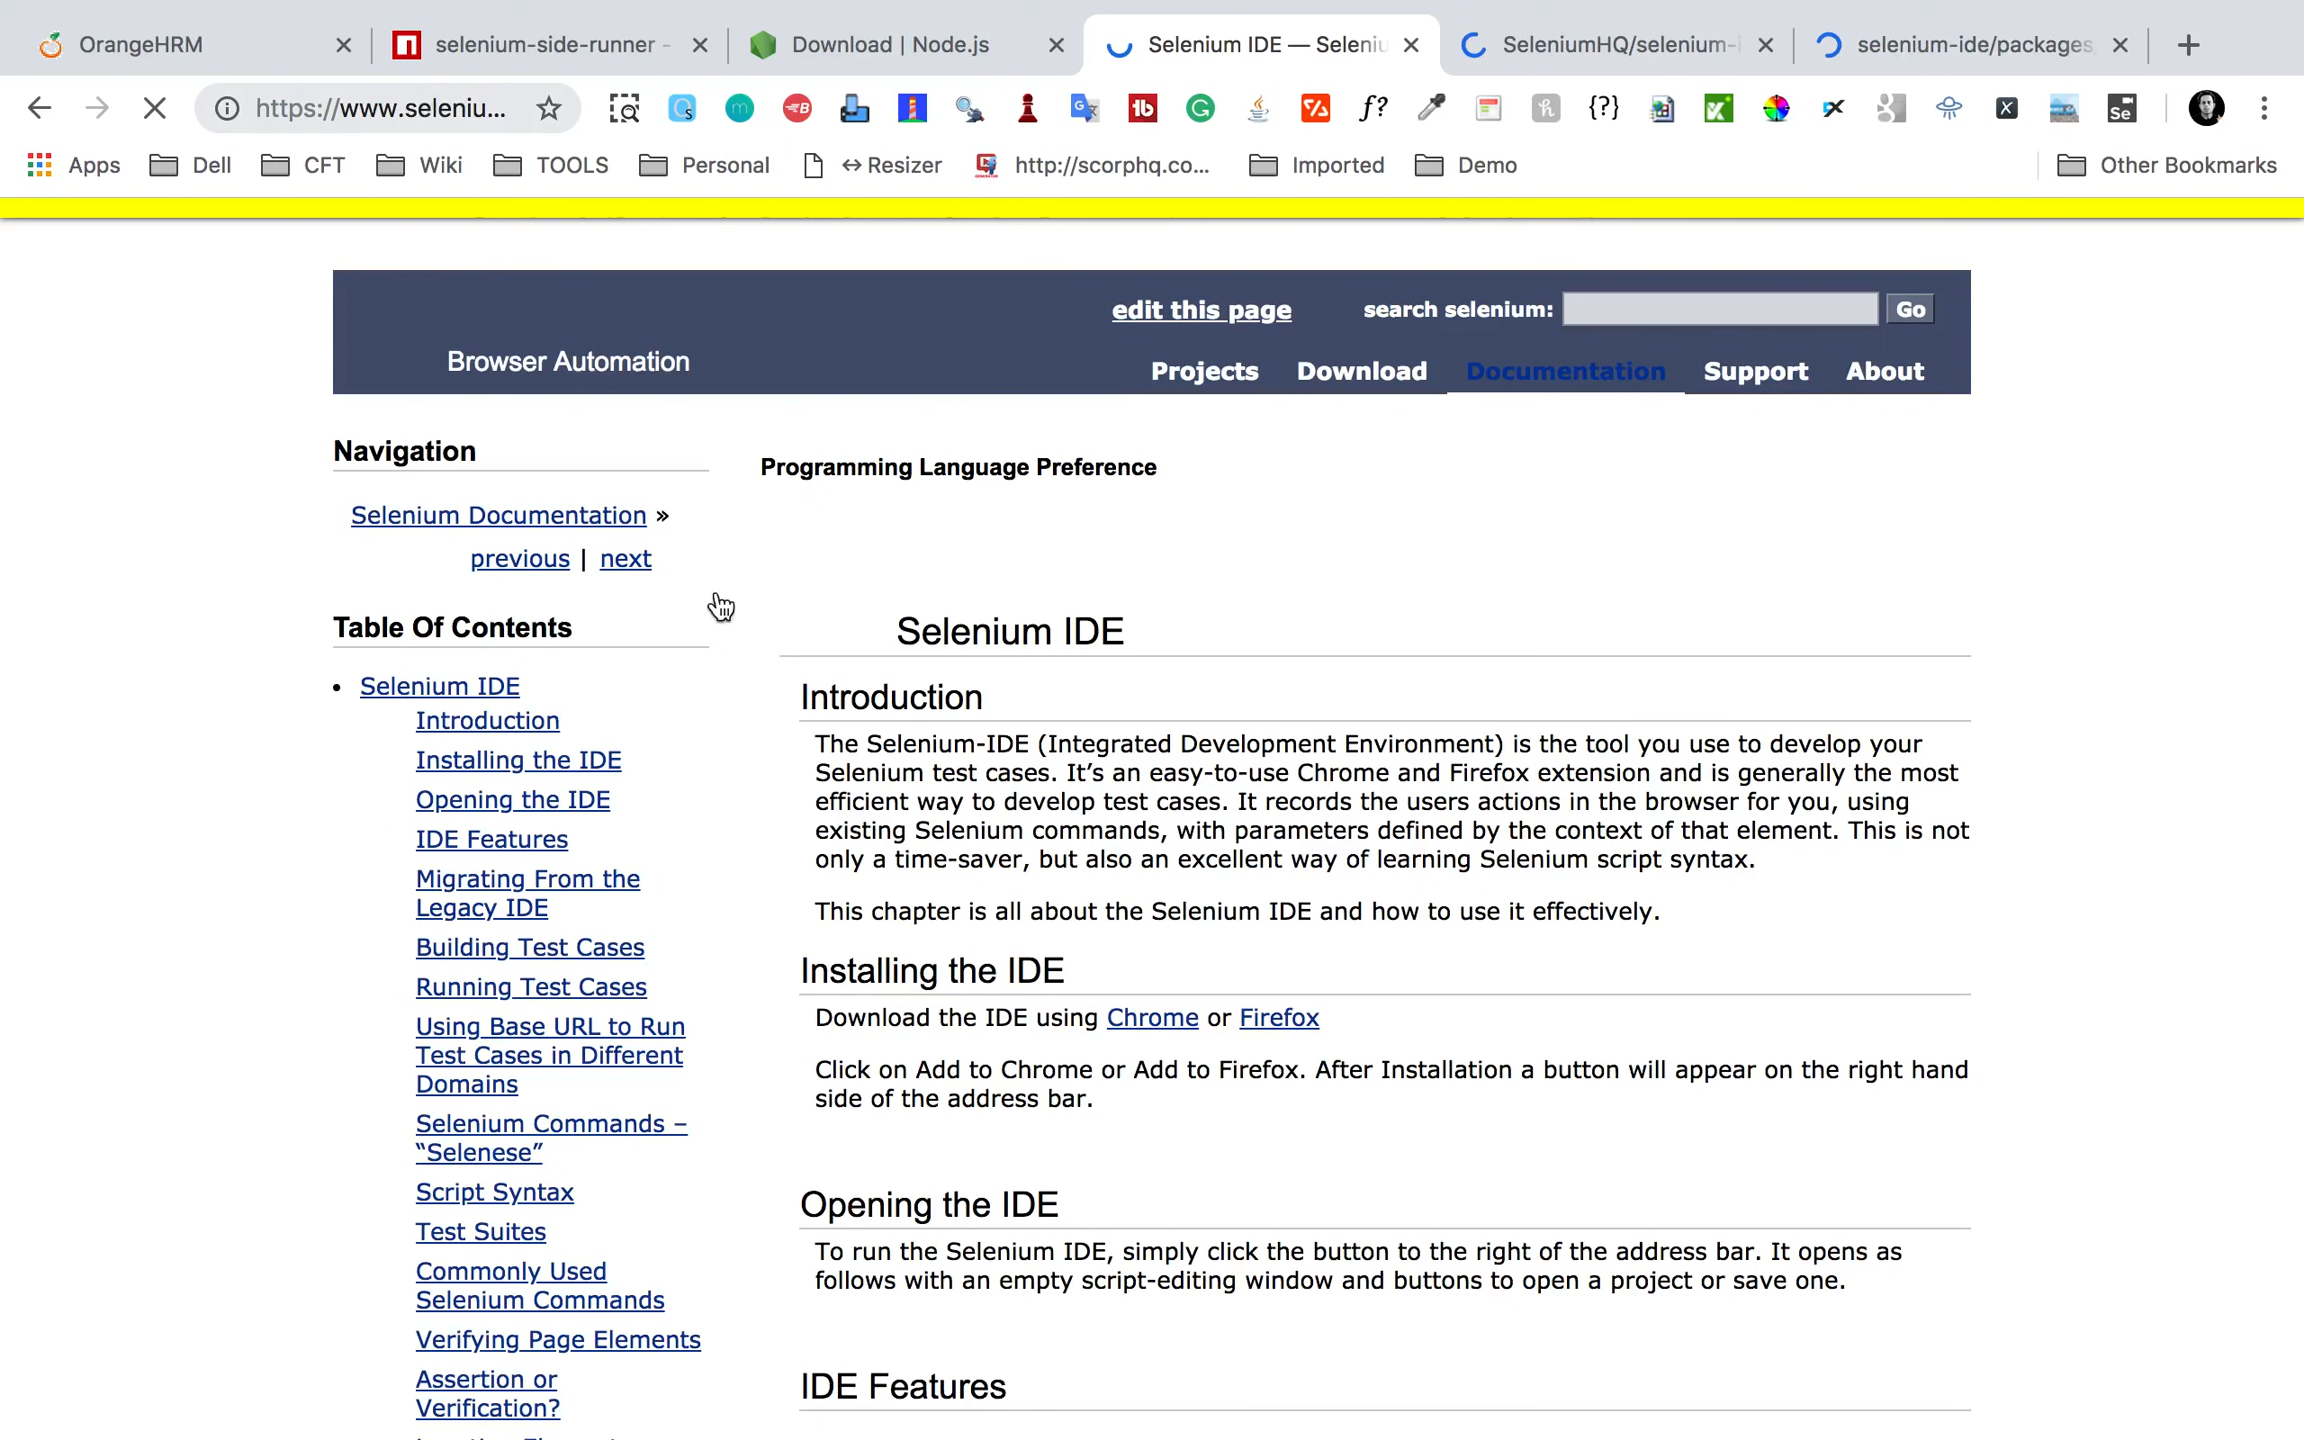 OrangeHRM
selenium-side-runner -
Download | Node.js
Selenium IDE — Seleniu
SeleniumHQ/selenium-i
selenium-ide/packages
https://www.seleniu...
Apps
Dell
CFT
Wiki
TOOLS
Personal
↔Resizer
http://scorphq.co...
Imported
Demo
Other Bookmarks
edit this page
search selenium:
Go
Browser Automation
Projects
Download
Documentation
Support
About
Navigation
Selenium Documentation »
previous | next
Table Of Contents
Selenium IDE
Introduction
Installing the IDE
Opening the IDE
IDE Features
Migrating From the
Legacy IDE
Building Test Cases
Running Test Cases
Using Base URL to Run
Test Cases in Different
Domains
Selenium Commands –
“Selenese”
Script Syntax
Test Suites
Commonly Used
Selenium Commands
Verifying Page Elements
Assertion or
Verification?
Programming Language Preference
Selenium IDE
Introduction
The Selenium-IDE (Integrated Development Environment) is the tool you use to develop your
Selenium test cases. It’s an easy-to-use Chrome and Firefox extension and is generally the most
efficient way to develop test cases. It records the users actions in the browser for you, using
existing Selenium commands, with parameters defined by the context of that element. This is not
only a time-saver, but also an excellent way of learning Selenium script syntax.
This chapter is all about the Selenium IDE and how to use it effectively.
Installing the IDE
Download the IDE using Chrome or Firefox
Click on Add to Chrome or Add to Firefox. After Installation a button will appear on the right hand
side of the address bar.
Opening the IDE
To run the Selenium IDE, simply click the button to the right of the address bar. It opens as
follows with an empty script-editing window and buttons to open a project or save one.
IDE Features